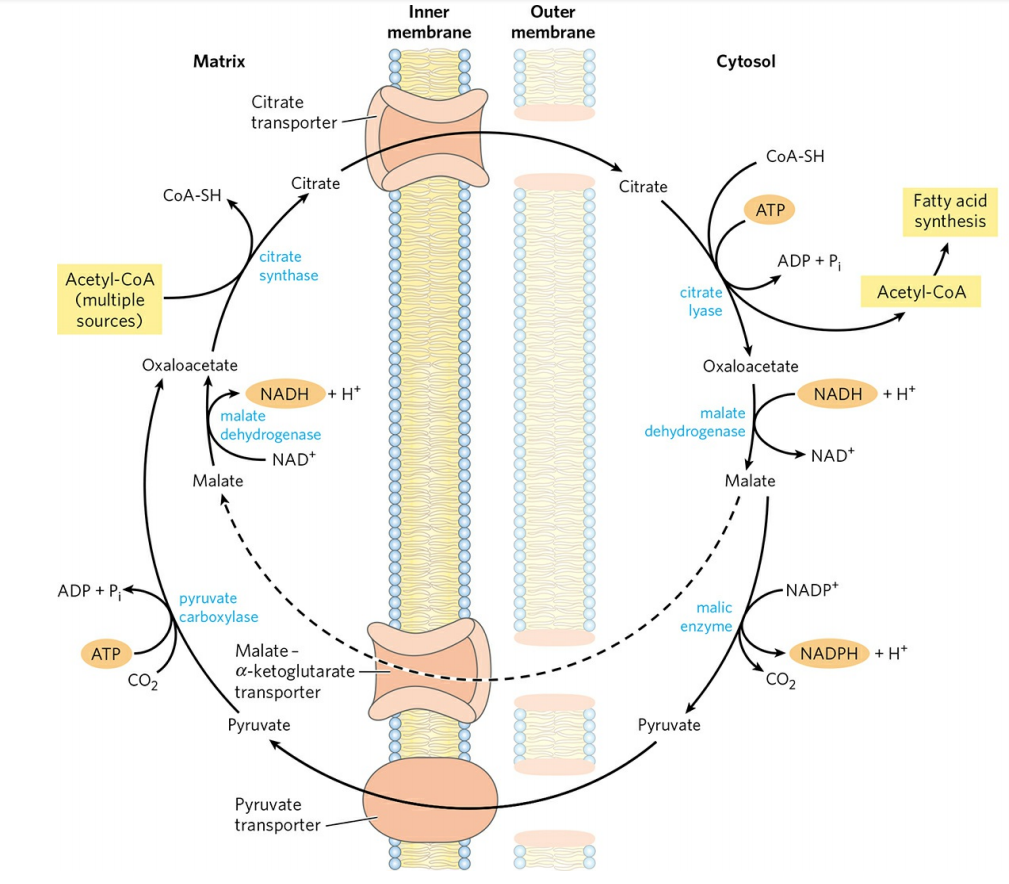 Inner
membrane
Outer
membrane
Matrix
Cytosol
Citrate
transporter
CoA-SH
Citrate
citrate
synthase
Acetyl-CoA
(multiple
sources)
Oxaloacetate
NADH + H⁺
malate
dehydrogenase
NAD⁺
Malate
ADP + Pᵢ
pyruvate
carboxylase
ATP
CO₂
Malate–
α-ketoglutarate
transporter
Pyruvate
Pyruvate
transporter
Citrate
CoA-SH
ATP
ADP + Pᵢ
citrate
lyase
Fatty acid
synthesis
Acetyl-CoA
Oxaloacetate
NADH + H⁺
malate
dehydrogenase
NAD⁺
Malate
NADP⁺
malic
enzyme
NADPH + H⁺
CO₂
Pyruvate